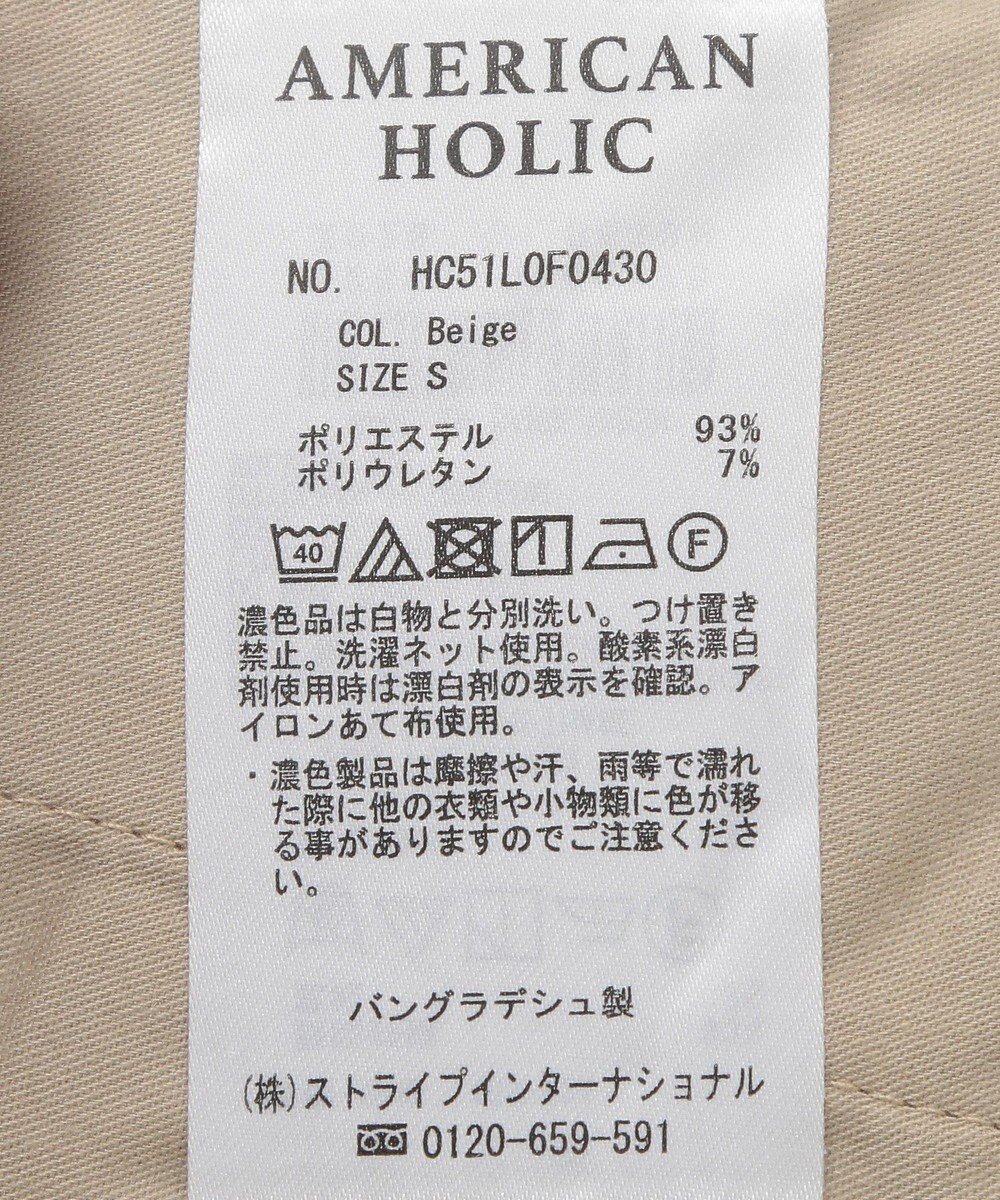 AMERICAN
HOLIC
NO. HC51L0F0430
COL. Beige
SIZE S
ポリエステル 93%
ポリウレタン 7%
40 F
濃色品は白物と分別洗い。つけ置き
禁止。洗濯ネット使用。酸素系漂白
剤使用時は漂白剤の表示を確認。ア
イロンあて布使用。
・濃色製品は摩擦や汗、雨等で濡れ
た際に他の衣類や小物類に色が移
る事がありますのでご注意くださ
い。
バングラデシュ製
(株)ストライプインターナショナル
0120-659-591